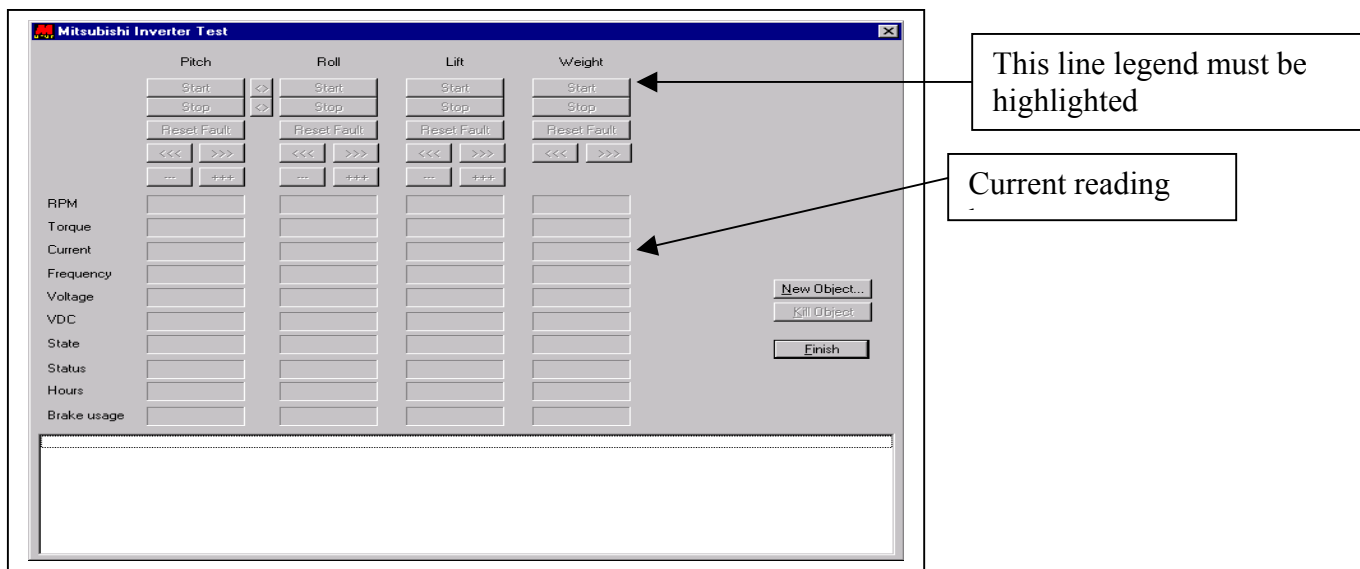 Mitsubishi Inverter Test
Pitch Roll Lift Weight
Start <> Start Start Start
Stop <> Stop Stop Stop
Reset Fault Reset Fault Reset Fault Reset Fault
<<< >>> <<< >>> <<< >>> <<< >>>
--- +++ --- +++ --- +++
RPM
Torque
Current
Frequency
Voltage
VDC
State
Status
Hours
Brake usage
New Object...
Kill Object
Finish
This line legend must be
highlighted
Current reading